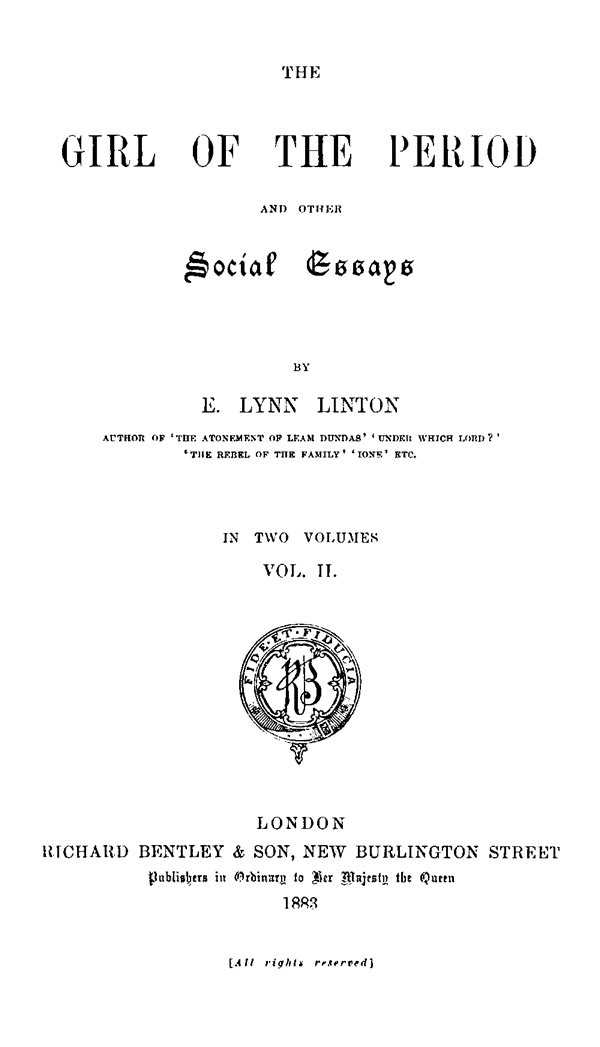 THE
GIRL OF THE PERIOD
AND OTHER
Social Essays
BY
E. LYNN LINTON
AUTHOR OF 'THE ATONEMENT OF LEAM DUNDAS' 'UNDER WHICH LORD?'
'THE REBEL OF THE FAMILY' 'IONE' ETC.
IN TWO VOLUMES
VOL. II.
FIDE·ET·FIDUCIA
RB
LONDON
RICHARD BENTLEY & SON, NEW BURLINGTON STREET
Publishers in Ordinary to Her Majesty the Queen
1883
[All rights reserved]